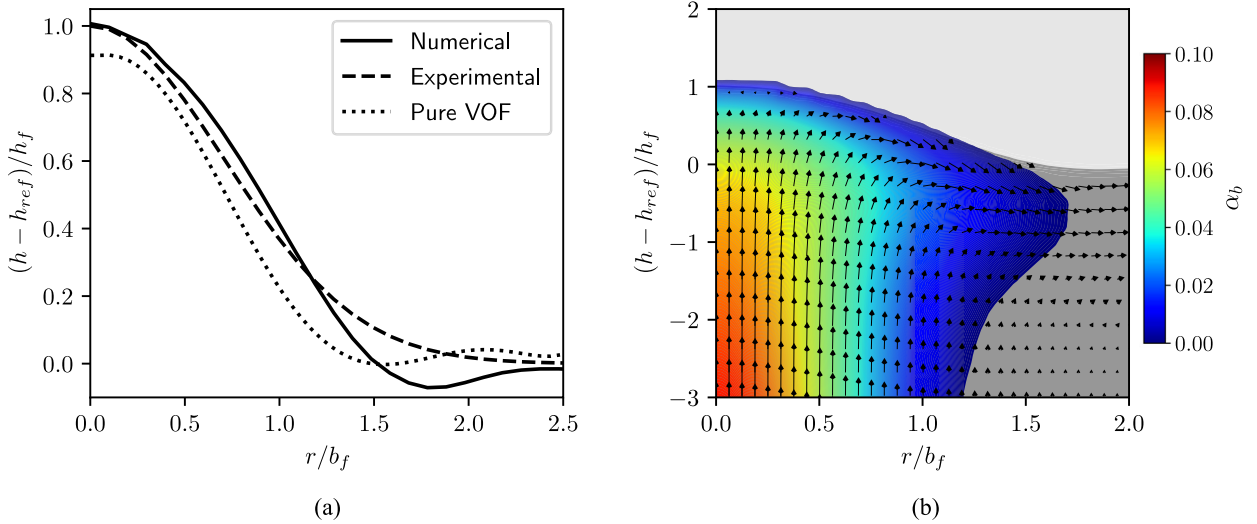 (h − h_ref)/h_f
1.0
0.8
0.6
0.4
0.2
0.0
0.0 0.5 1.0 1.5 2.0 2.5
r/b_f
Numerical
Experimental
Pure VOF
(a)
(h − h_ref)/h_f
2
1
0
−1
−2
−3
0.0 0.5 1.0 1.5 2.0
r/b_f
0.10
0.08
0.06
0.04
0.02
0.00
α_b
(b)